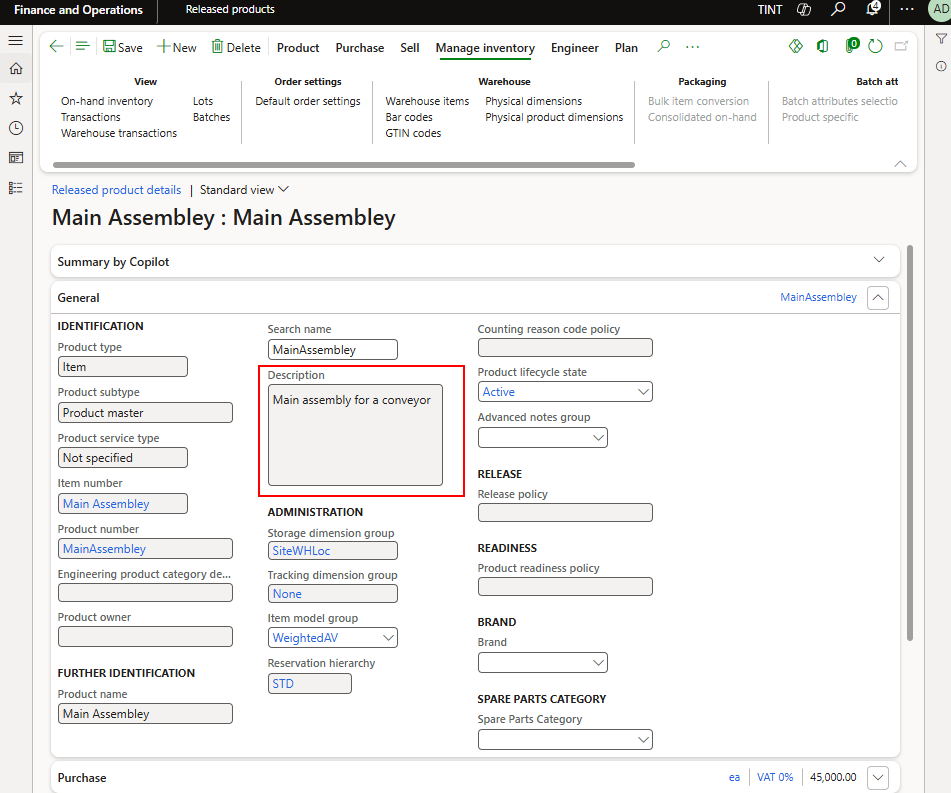 Finance and Operations
Released products
TINT
4
AD
Save
New
Delete
Product
Purchase
Sell
Manage inventory
Engineer
Plan
0
View
On-hand inventory
Transactions
Warehouse transactions
Lots
Batches
Order settings
Default order settings
Warehouse
Warehouse items
Bar codes
GTIN codes
Physical dimensions
Physical product dimensions
Packaging
Bulk item conversion
Consolidated on-hand
Batch att
Batch attributes selectio
Product specific
Released product details | Standard view
Main Assembley : Main Assembley
Summary by Copilot
General
MainAssembley
IDENTIFICATION
Product type
Item
Product subtype
Product master
Product service type
Not specified
Item number
Main Assembley
Product number
MainAssembley
Engineering product category de...
Product owner
FURTHER IDENTIFICATION
Product name
Main Assembley
Search name
MainAssembley
Description
Main assembly for a conveyor
ADMINISTRATION
Storage dimension group
SiteWHLoc
Tracking dimension group
None
Item model group
WeightedAV
Reservation hierarchy
STD
Counting reason code policy
Product lifecycle state
Active
Advanced notes group
RELEASE
Release policy
READINESS
Product readiness policy
BRAND
Brand
SPARE PARTS CATEGORY
Spare Parts Category
Purchase
ea
VAT 0%
45,000.00